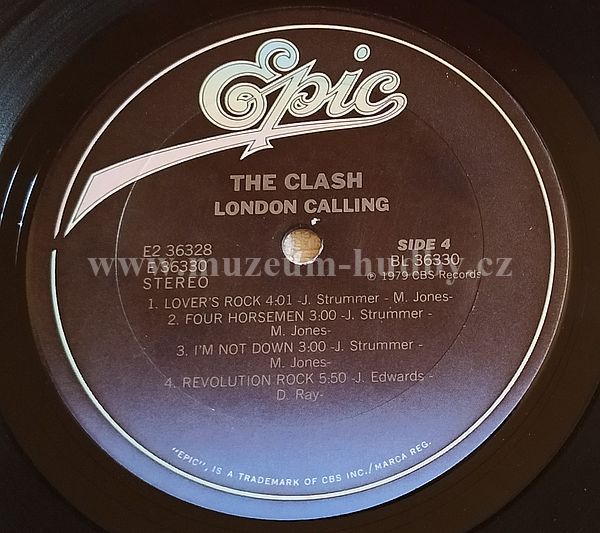 Epic
THE CLASH
LONDON CALLING
E2 36328
E 36330
STEREO
SIDE 4
BL 36330
℗ 1979 CBS Records
www.muzeum-hudby.cz
1. LOVER'S ROCK 4:01 -J. Strummer - M. Jones-
2. FOUR HORSEMEN 3:00 -J. Strummer -
M. Jones-
3. I'M NOT DOWN 3:00 -J. Strummer -
M. Jones-
4. REVOLUTION ROCK 5:50 -J. Edwards -
D. Ray-
"EPIC", IS A TRADEMARK OF CBS INC./MARCA REG.